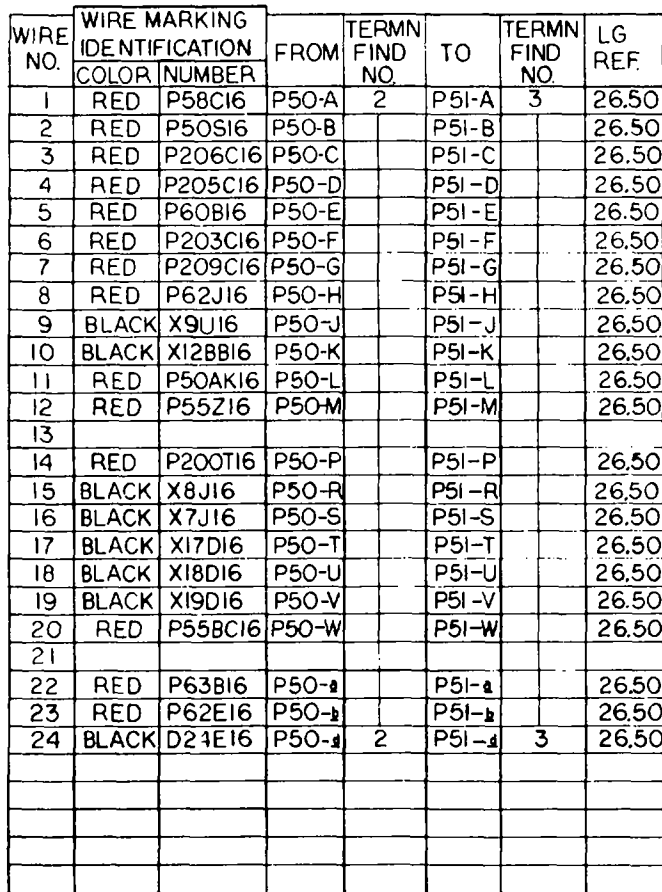 WIRE NO. WIRE MARKING IDENTIFICATION FROM TERMN FIND NO. TO TERMN FIND NO. LG REF.
COLOR NUMBER
1 RED P58C16 P50-A 2 P51-A 3 26.50
2 RED P50S16 P50-B P51-B 26.50
3 RED P206C16 P50-C P51-C 26.50
4 RED P205C16 P50-D P51-D 26.50
5 RED P60B16 P50-E P51-E 26.50
6 RED P203C16 P50-F P51-F 26.50
7 RED P209C16 P50-G P51-G 26.50
8 RED P62J16 P50-H P51-H 26.50
9 BLACK X9U16 P50-J P51-J 26.50
10 BLACK X12BB16 P50-K P51-K 26.50
11 RED P50AK16 P50-L P51-L 26.50
12 RED P55Z16 P50-M P51-M 26.50
13
14 RED P200T16 P50-P P51-P 26.50
15 BLACK X8J16 P50-R P51-R 26.50
16 BLACK X7J16 P50-S P51-S 26.50
17 BLACK X17D16 P50-T P51-T 26.50
18 BLACK X18D16 P50-U P51-U 26.50
19 BLACK X19D16 P50-V P51-V 26.50
20 RED P55BC16 P50-W P51-W 26.50
21
22 RED P63B16 P50-a P51-a 26.50
23 RED P62E16 P50-b P51-b 26.50
24 BLACK P50-d 2 P51-d 3 26.50